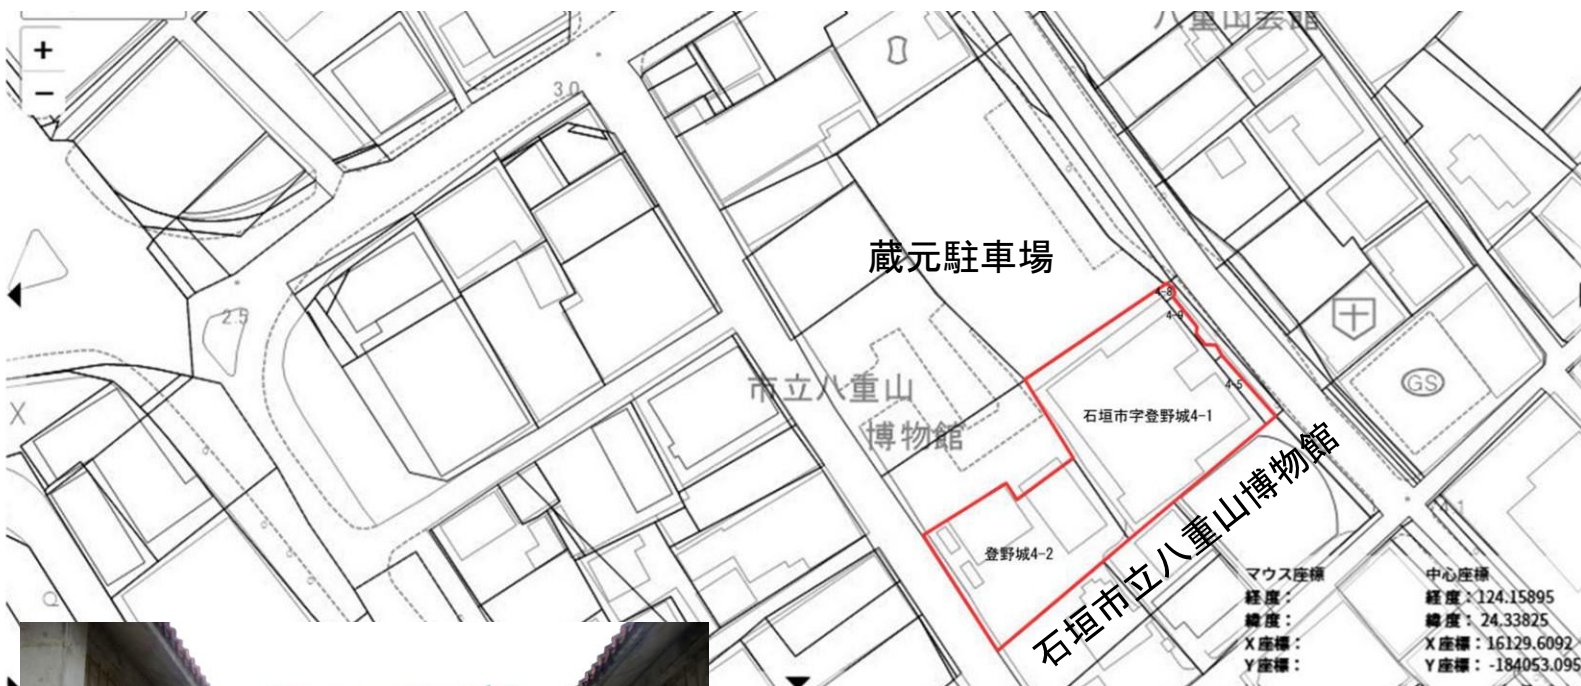 八重山会館
+
−
3.0
蔵元駐車場
2.5
4-8
4-9
市立八重山
博物館
GS
4-5
石垣市字登野城4-1
石垣市立八重山博物館
登野城4-2
4.1
マウス座標
経度：
緯度：
X座標：
Y座標：
中心座標
経度：124.15895
緯度：24.33825
X座標：16129.6092
Y座標：-184053.095